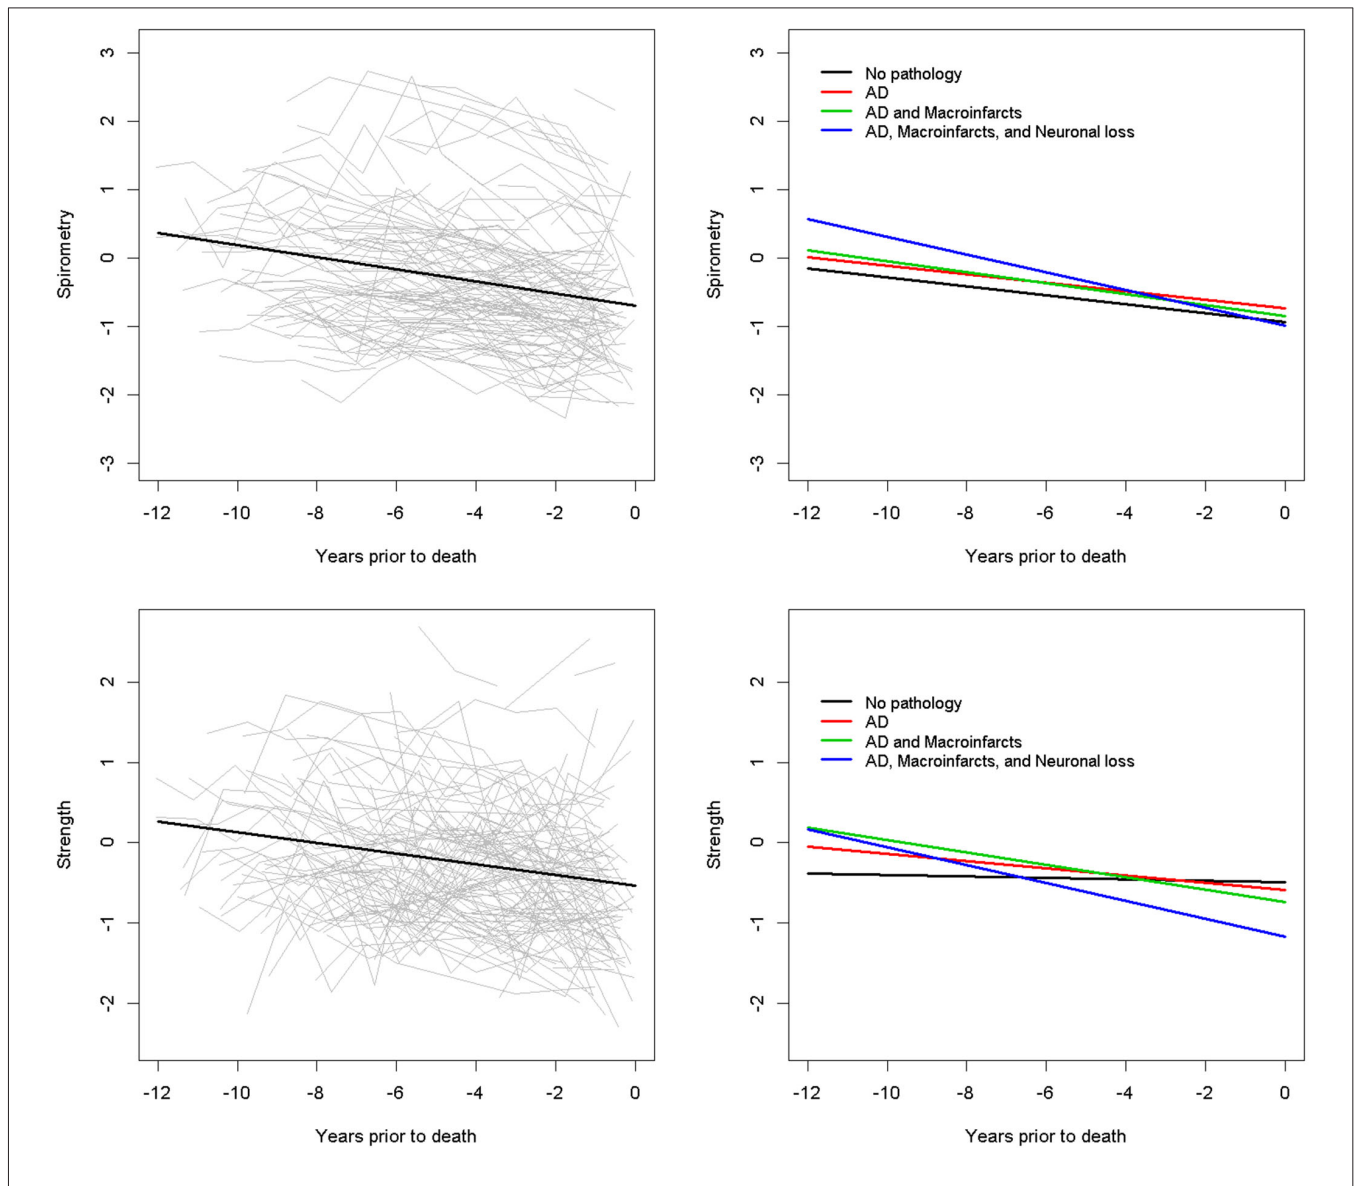 3
2
1
0
-1
-2
-3
Spirometry
-12 -10 -8 -6 -4 -2 0
Years prior to death
3
2
1
0
-1
-2
-3
Spirometry
No pathology
AD
AD and Macroinfarcts
AD, Macroinfarcts, and Neuronal loss
-12 -10 -8 -6 -4 -2 0
Years prior to death
2
1
0
-1
-2
Strength
-12 -10 -8 -6 -4 -2 0
Years prior to death
2
1
0
-1
-2
Strength
No pathology
AD
AD and Macroinfarcts
AD, Macroinfarcts, and Neuronal loss
-12 -10 -8 -6 -4 -2 0
Years prior to death